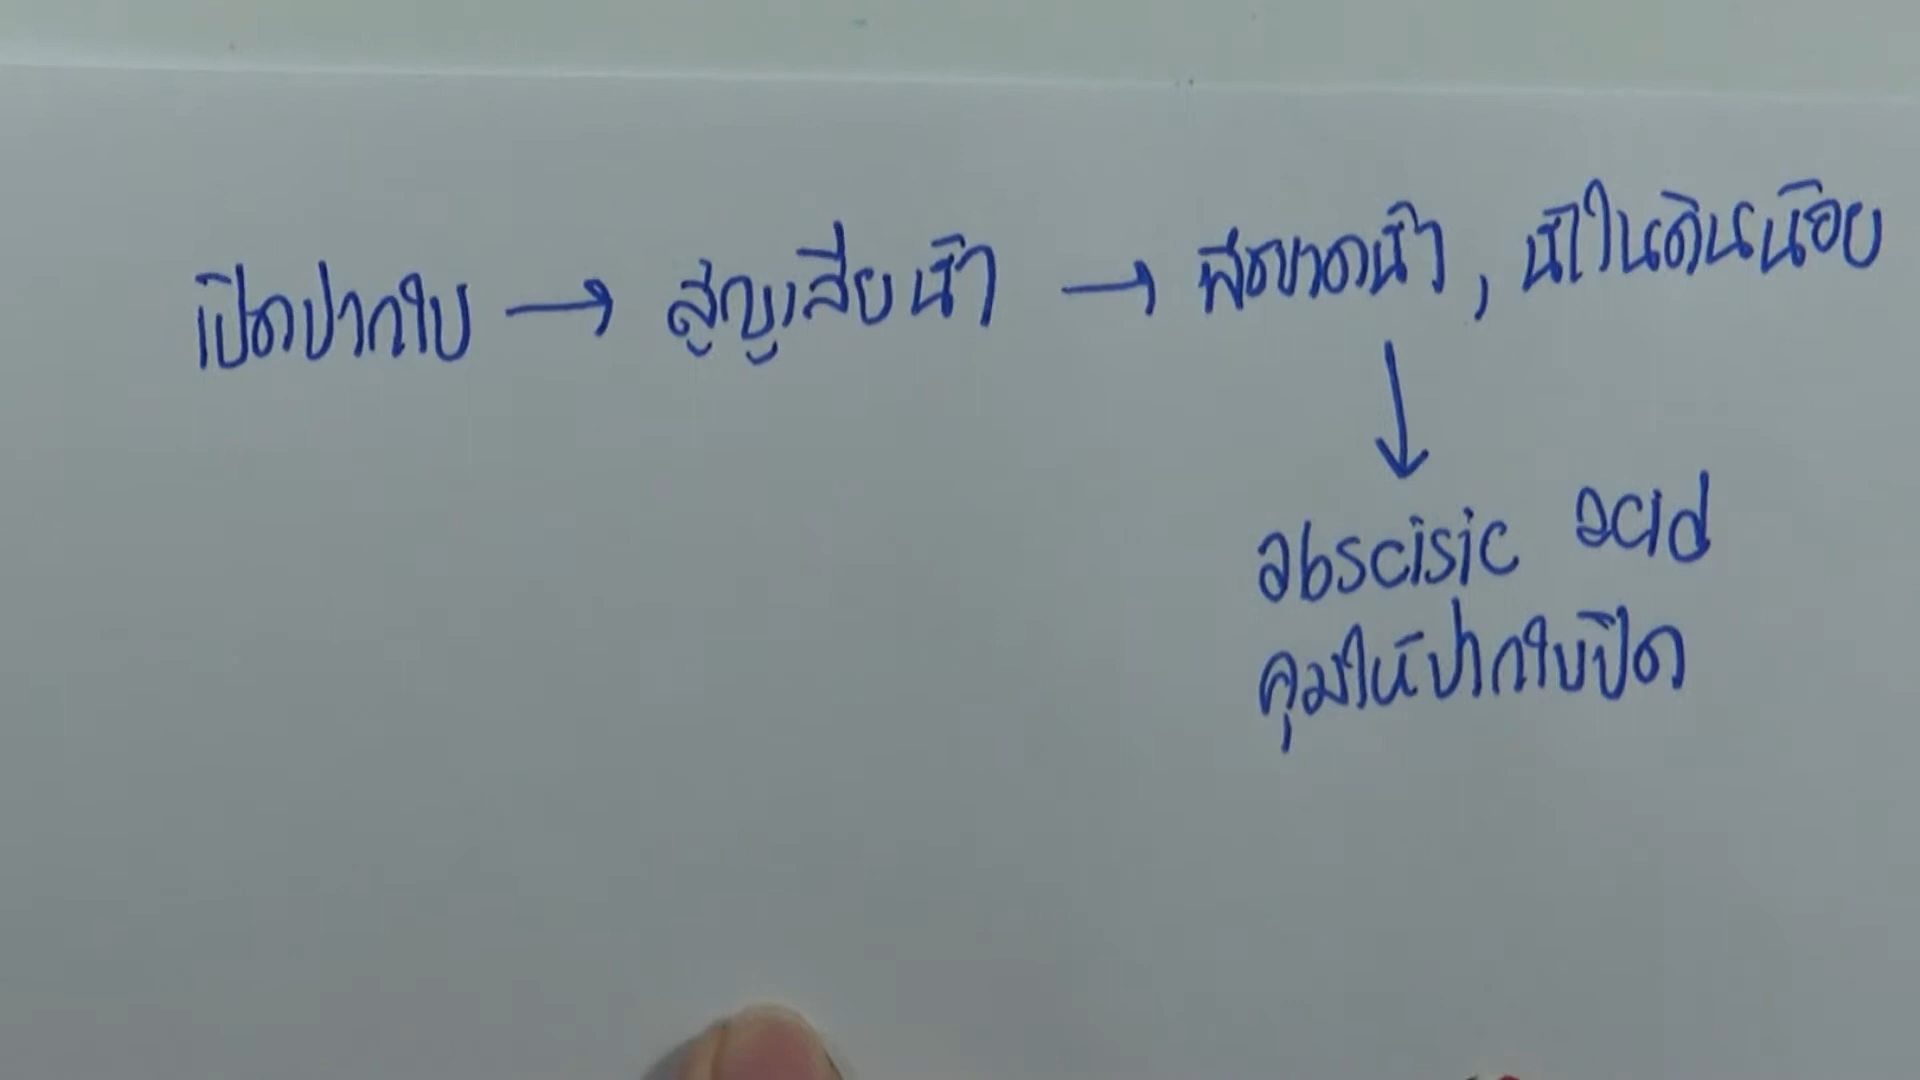 เปิดปากใบ → สูญเสียน้ำ → พืชขาดน้ำ , น้ำในดินน้อย
↓
abscisic acid
คุมให้ปากใบปิด